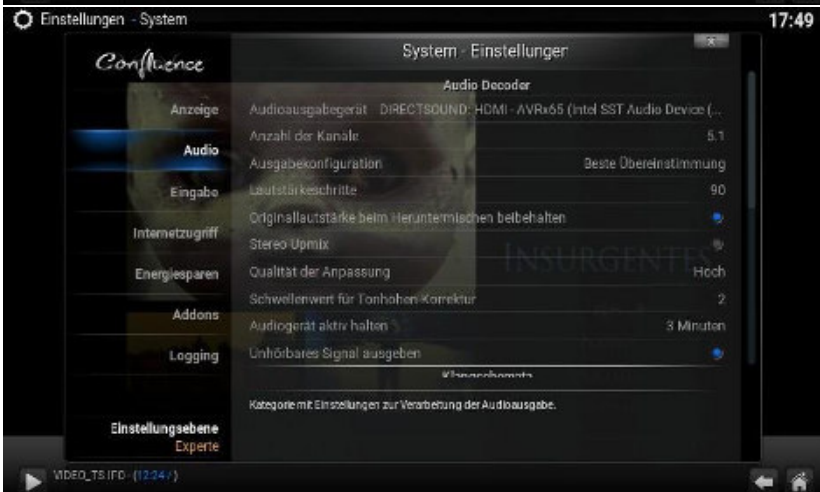 Einstellungen - System
17:49
Confluence
System - Einstellungen
Audio Decoder
Anzeige
Audio
Eingabe
Internetzugriff
Energiesparen
Addons
Logging
Einstellungsebene
Experte
Audioausgabegerät DIRECTSOUND: HDMI - AVRx65 (Intel SST Audio Device (...
Anzahl der Kanäle 5.1
Ausgabekonfiguration Beste Übereinstimmung
Lautstärkeschritte 90
Originallautstärke beim Heruntermischen beibehalten
Stereo Upmix
INSURGENTES
Qualität der Anpassung Hoch
Schwellenwert für Tonhöhen-Korrektur 2
Audiogerät aktiv halten 3 Minuten
Unhörbares Signal ausgeben
Klangschemata
Kategorie mit Einstellungen zur Verarbeitung der Audioausgabe.
VIDEO_TS.IFO - (12:24 / )